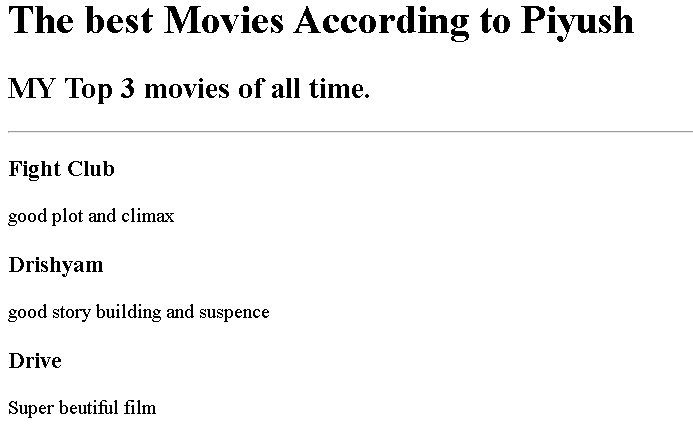 The best Movies According to Piyush
MY Top 3 movies of all time.
Fight Club
good plot and climax
Drishyam
good story building and suspence
Drive
Super beutiful film